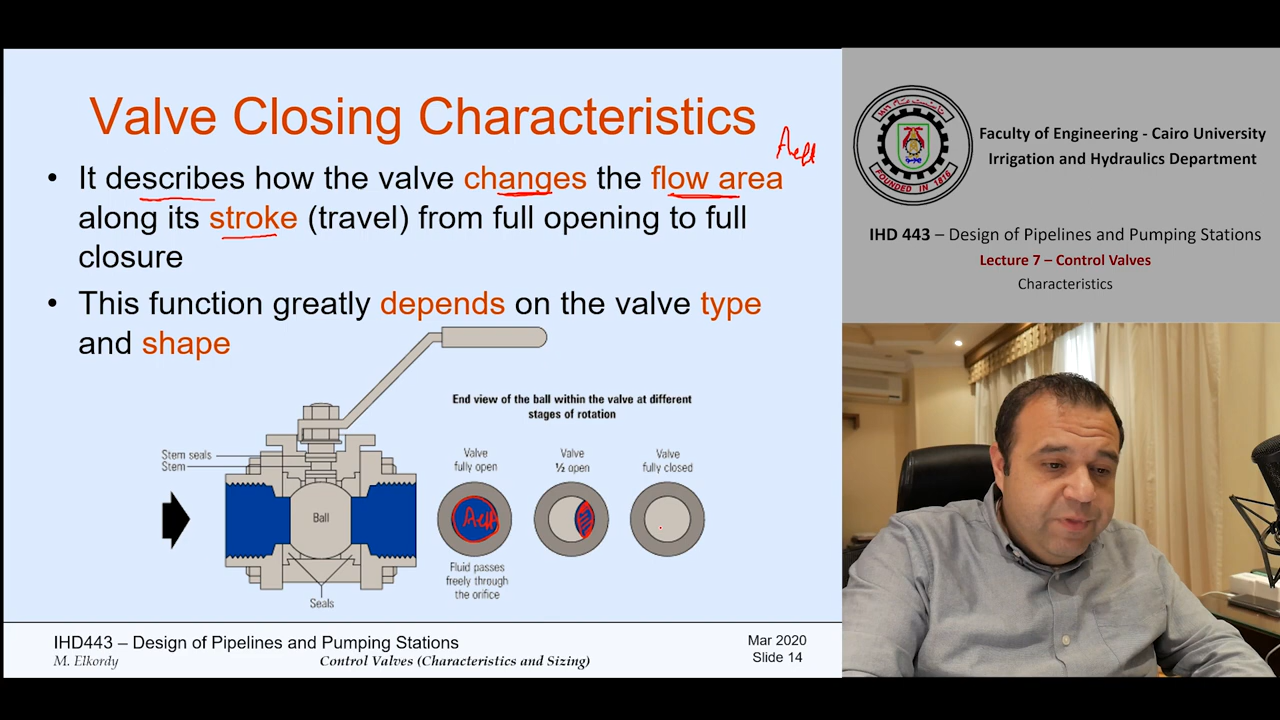 Valve Closing Characteristics
Aeff
• It describes how the valve changes the flow area
along its stroke (travel) from full opening to full
closure
• This function greatly depends on the valve type
and shape
End view of the ball within the valve at different
stages of rotation
Stem seals
Stem
Ball
Seals
Valve
fully open
Valve
½ open
Valve
fully closed
Aeff
Fluid passes
freely through
the orifice
IHD443 – Design of Pipelines and Pumping Stations
M. Elkordy
Control Valves (Characteristics and Sizing)
Mar 2020
Slide 14
FOUNDED IN 1816
Faculty of Engineering - Cairo University
Irrigation and Hydraulics Department
IHD 443 – Design of Pipelines and Pumping Stations
Lecture 7 – Control Valves
Characteristics